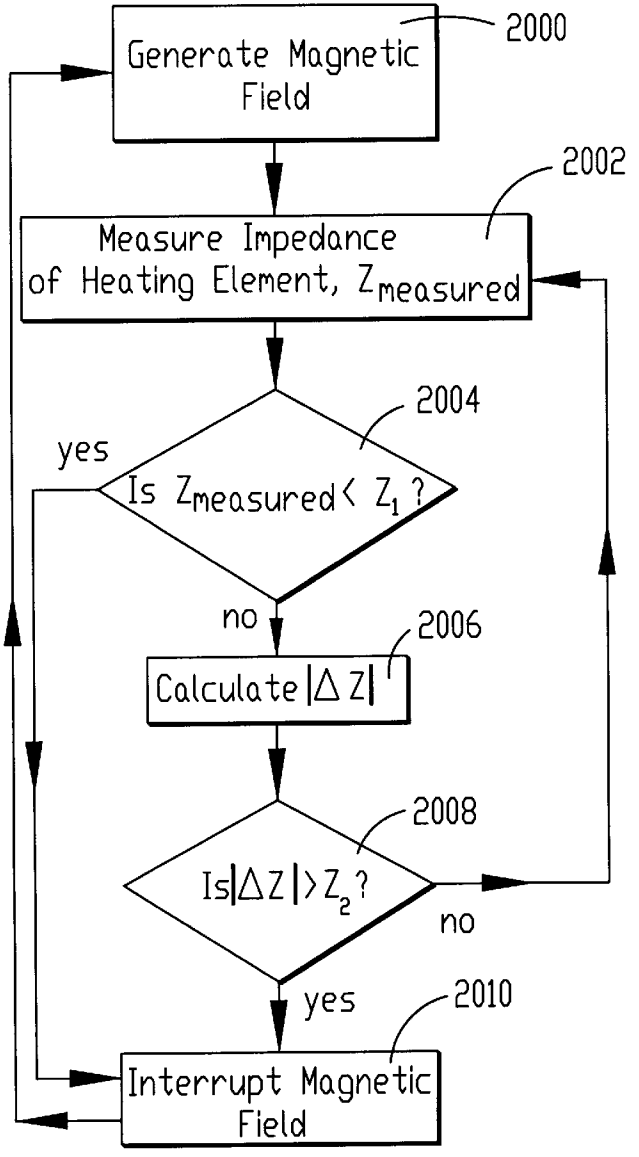 2000
Generate Magnetic
Field
2002
Measure Impedance
of Heating Element, Zmeasured
2004
yes
Is Zmeasured < Z1 ?
no
2006
Calculate |Δ Z|
2008
Is|ΔZ|>Z2?
no
yes
2010
Interrupt Magnetic
Field